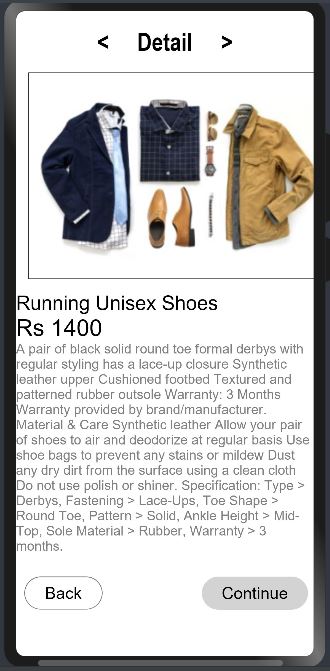 < Detail >
Running Unisex Shoes
Rs 1400
A pair of black solid round toe formal derbys with
regular styling has a lace-up closure Synthetic
leather upper Cushioned footbed Textured and
patterned rubber outsole Warranty: 3 Months
Warranty provided by brand/manufacturer.
Material & Care Synthetic leather Allow your pair
of shoes to air and deodorize at regular basis Use
shoe bags to prevent any stains or mildew Dust
any dry dirt from the surface using a clean cloth
Do not use polish or shiner. Specification: Type >
Derbys, Fastening > Lace-Ups, Toe Shape >
Round Toe, Pattern > Solid, Ankle Height > Mid-
Top, Sole Material > Rubber, Warranty > 3
months.
Back Continue